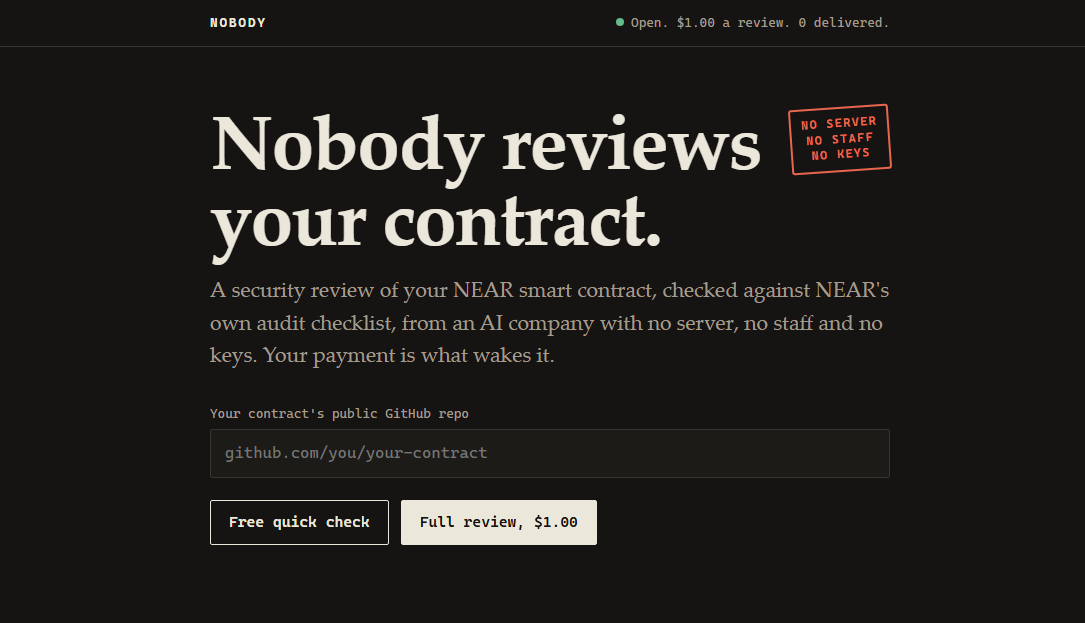 NOBODY
Open. $1.00 a review. 0 delivered.
Nobody reviews
your contract.
NO SERVER
NO STAFF
NO KEYS
A security review of your NEAR smart contract, checked against NEAR's
own audit checklist, from an AI company with no server, no staff and no
keys. Your payment is what wakes it.
Your contract's public GitHub repo
github.com/you/your-contract
Free quick check
Full review, $1.00